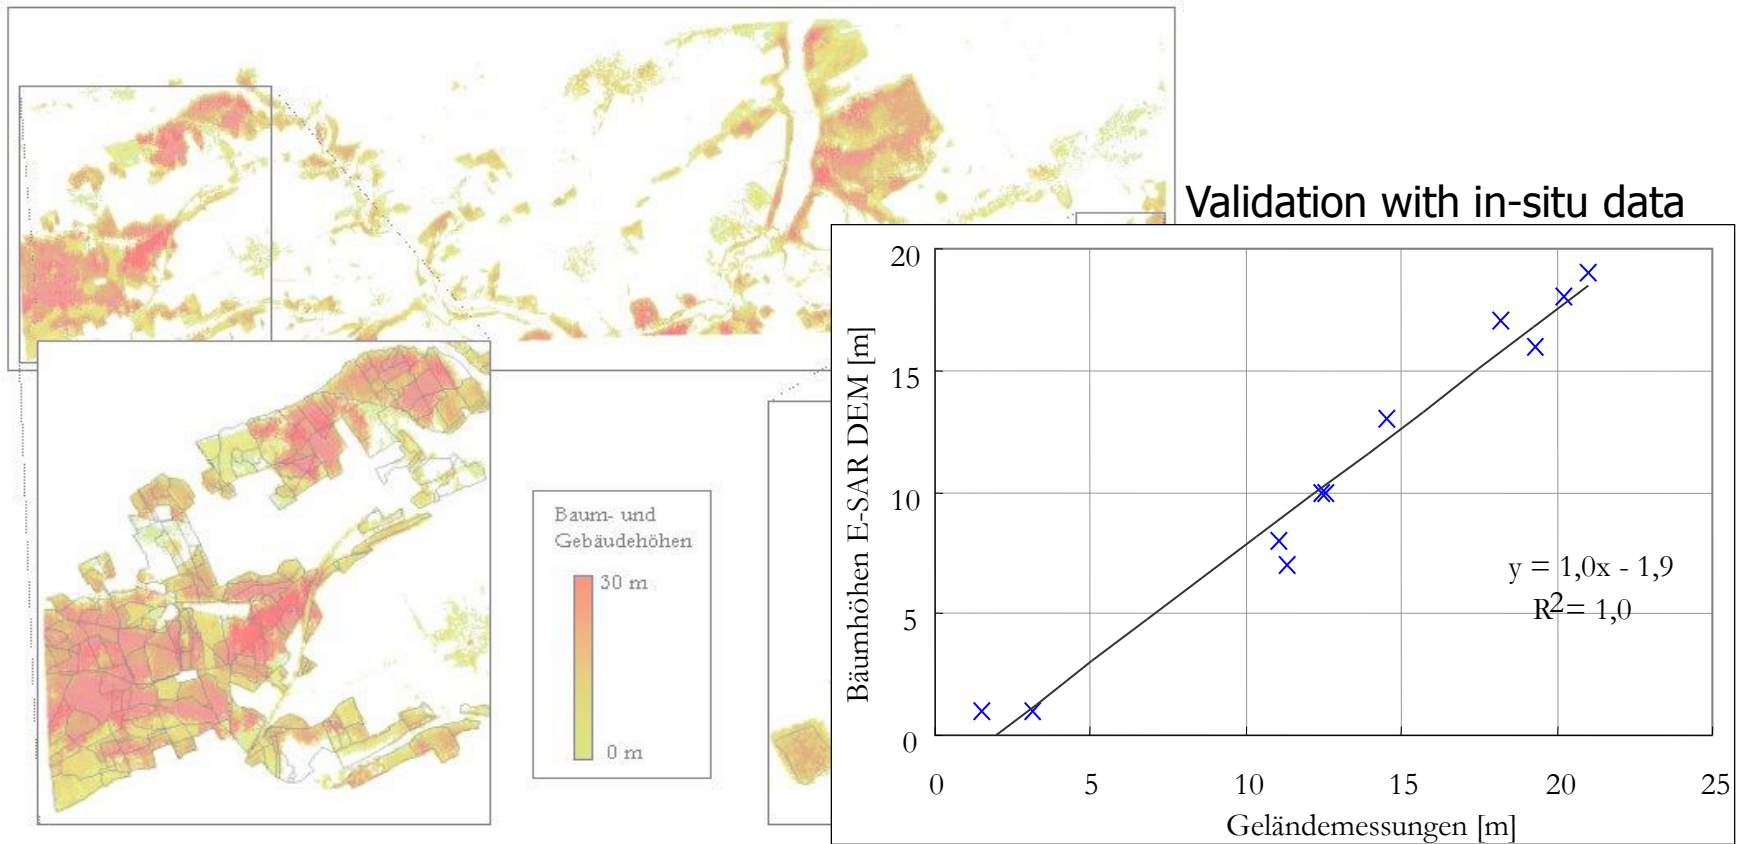 Validation with in-situ data
20
15
10
5
0
0 5 10 15 20 25
Bäumhöhen E-SAR DEM [m]
Geländemessungen [m]
y = 1,0x - 1,9
R2 = 1,0
Baum- und
Gebäudehöhen
30 m
0 m